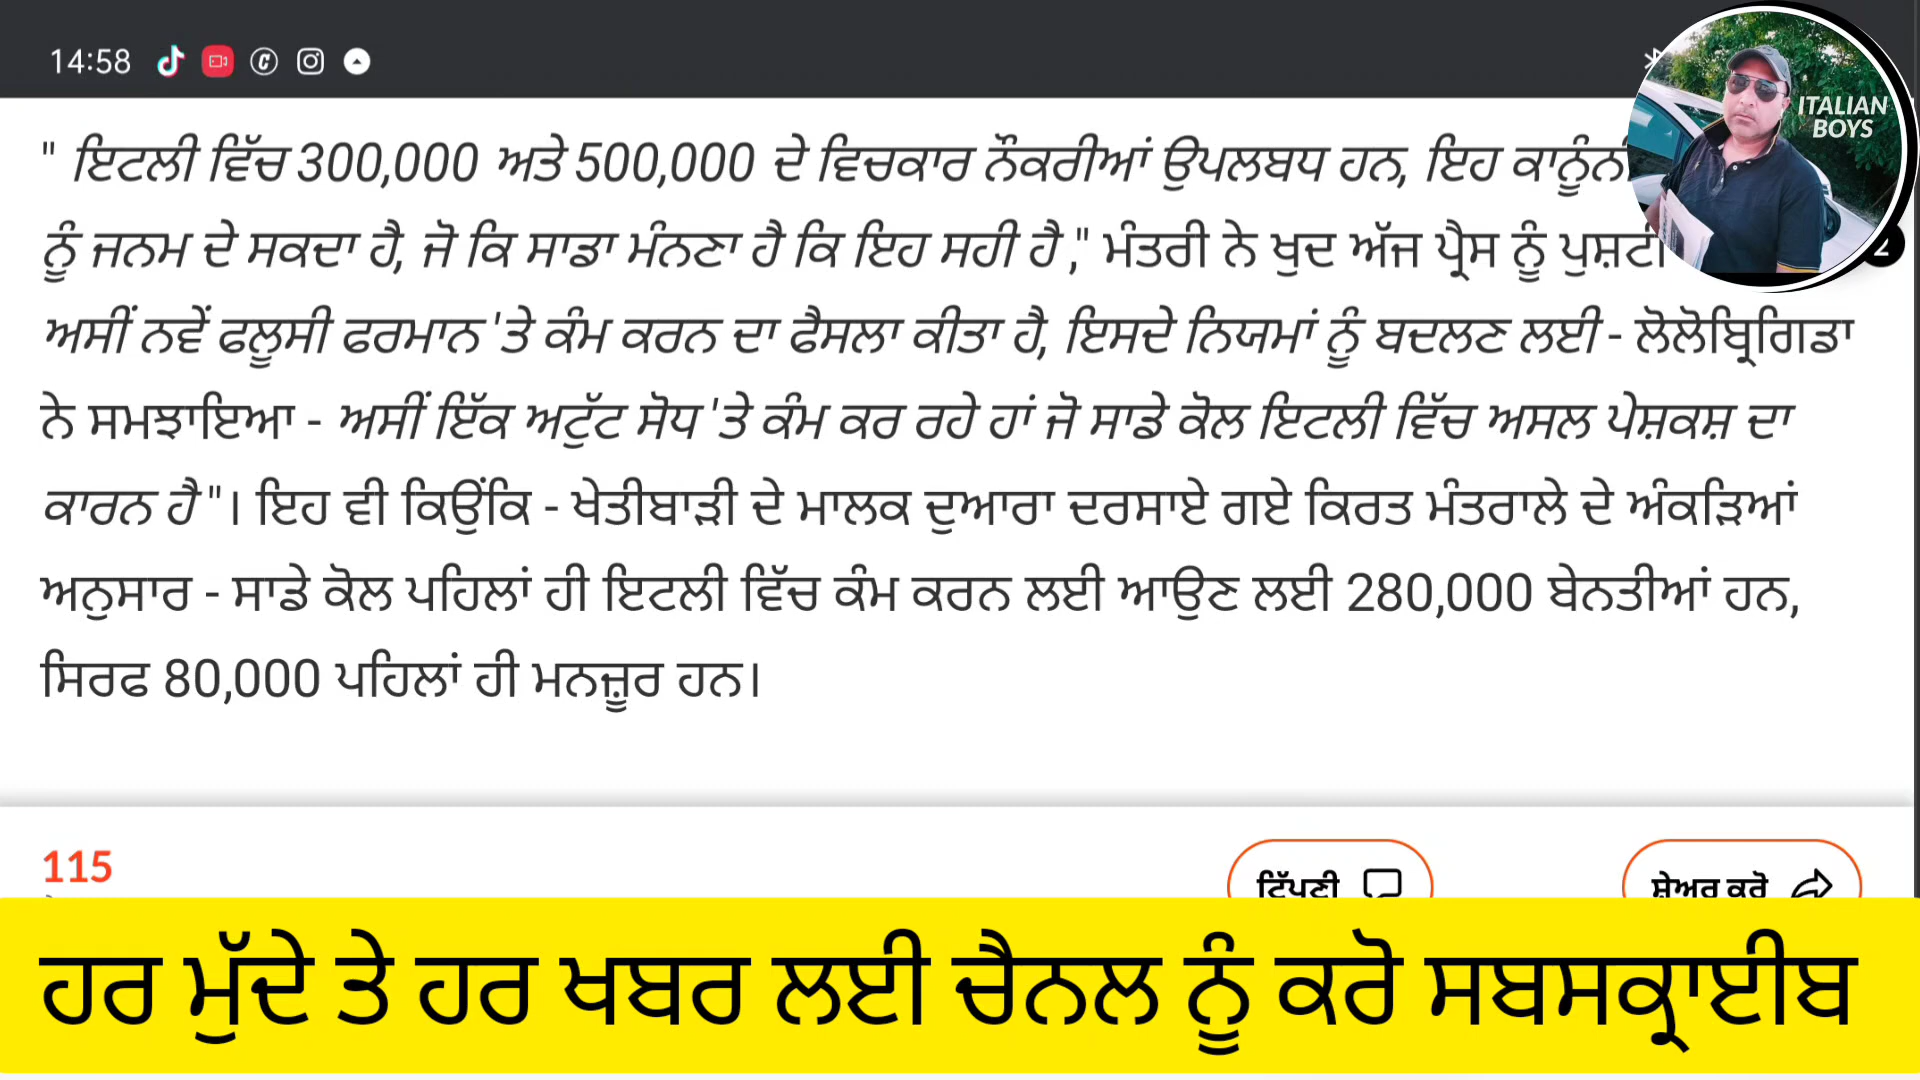 14:58
ITALIAN
BOYS
" ਇਟਲੀ ਵਿੱਚ 300,000 ਅਤੇ 500,000 ਦੇ ਵਿਚਕਾਰ ਨੌਕਰੀਆਂ ਉਪਲਬਧ ਹਨ, ਇਹ
ਨੂੰ ਜਨਮ ਦੇ ਸਕਦਾ ਹੈ, ਜੋ ਕਿ ਸਾਡਾ ਮੰਨਣਾ ਹੈ ਕਿ ਇਹ ਸਹੀ ਹੈ ," ਮੰਤਰੀ ਨੇ ਖੁਦ ਅੱਜ ਪ੍ਰੈਸ ਨੂੰ ਪੁਸ਼ਟੀ
2
ਅਸੀਂ ਨਵੇਂ ਫਲੂਸੀ ਫਰਮਾਨ 'ਤੇ ਕੰਮ ਕਰਨ ਦਾ ਫੈਸਲਾ ਕੀਤਾ ਹੈ, ਇਸਦੇ ਨਿਯਮਾਂ ਨੂੰ ਬਦਲਣ ਲਈ - ਲੋਲੋਬ੍ਰਿਗਿਡਾ
ਨੇ ਸਮਝਾਇਆ - ਅਸੀਂ ਇੱਕ ਅਟੁੱਟ ਸੋਧ 'ਤੇ ਕੰਮ ਕਰ ਰਹੇ ਹਾਂ ਜੋ ਸਾਡੇ ਕੋਲ ਇਟਲੀ ਵਿੱਚ ਅਸਲ ਪੇਸ਼ਕਸ਼ ਦਾ
ਕਾਰਨ ਹੈ "। ਇਹ ਵੀ ਕਿਉਂਕਿ - ਖੇਤੀਬਾੜੀ ਦੇ ਮਾਲਕ ਦੁਆਰਾ ਦਰਸਾਏ ਗਏ ਕਿਰਤ ਮੰਤਰਾਲੇ ਦੇ ਅੰਕੜਿਆਂ
ਅਨੁਸਾਰ - ਸਾਡੇ ਕੋਲ ਪਹਿਲਾਂ ਹੀ ਇਟਲੀ ਵਿੱਚ ਕੰਮ ਕਰਨ ਲਈ ਆਉਣ ਲਈ 280,000 ਬੇਨਤੀਆਂ ਹਨ,
ਸਿਰਫ 80,000 ਪਹਿਲਾਂ ਹੀ ਮਨਜ਼ੂਰ ਹਨ।
115
ਟਿੱਪਣੀ
ਸ਼ੇਅਰ ਕਰੋ
ਹਰ ਮੁੱਦੇ ਤੇ ਹਰ ਖਬਰ ਲਈ ਚੈਨਲ ਨੂੰ ਕਰੋ ਸਬਸਕ੍ਰਾਈਬ